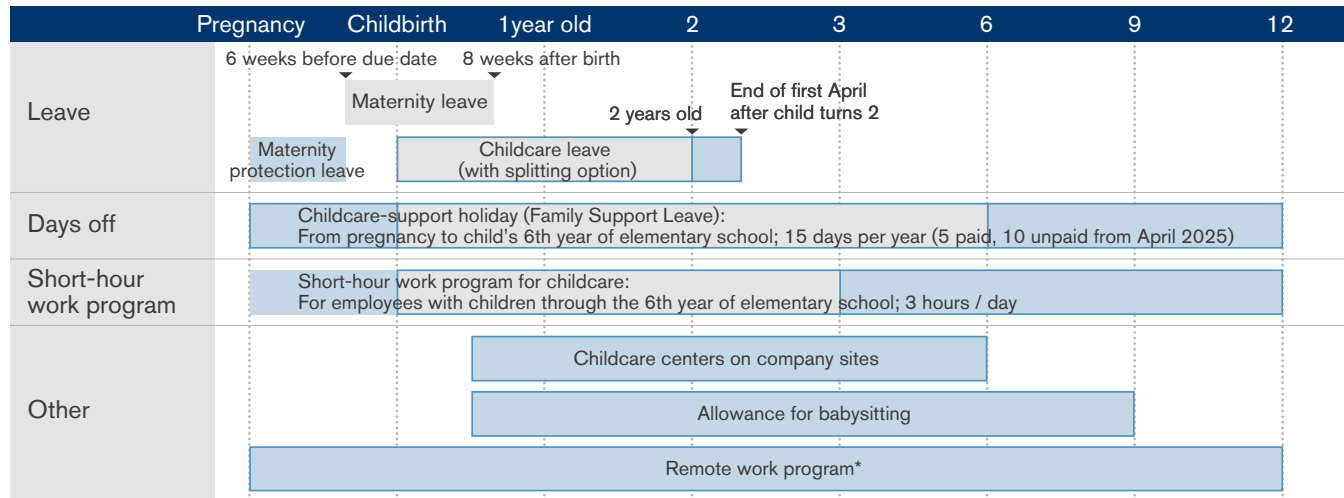 Pregnancy Childbirth 1year old 2 3 6 9 12
Leave
6 weeks before due date
8 weeks after birth
Maternity leave
2 years old
End of first April
after child turns 2
Maternity
protection leave
Childcare leave
(with splitting option)
Days off
Childcare-support holiday (Family Support Leave):
From pregnancy to child's 6th year of elementary school; 15 days per year (5 paid, 10 unpaid from April 2025)
Short-hour
work program
Short-hour work program for childcare:
For employees with children through the 6th year of elementary school; 3 hours / day
Other
Childcare centers on company sites
Allowance for babysitting
Remote work program*